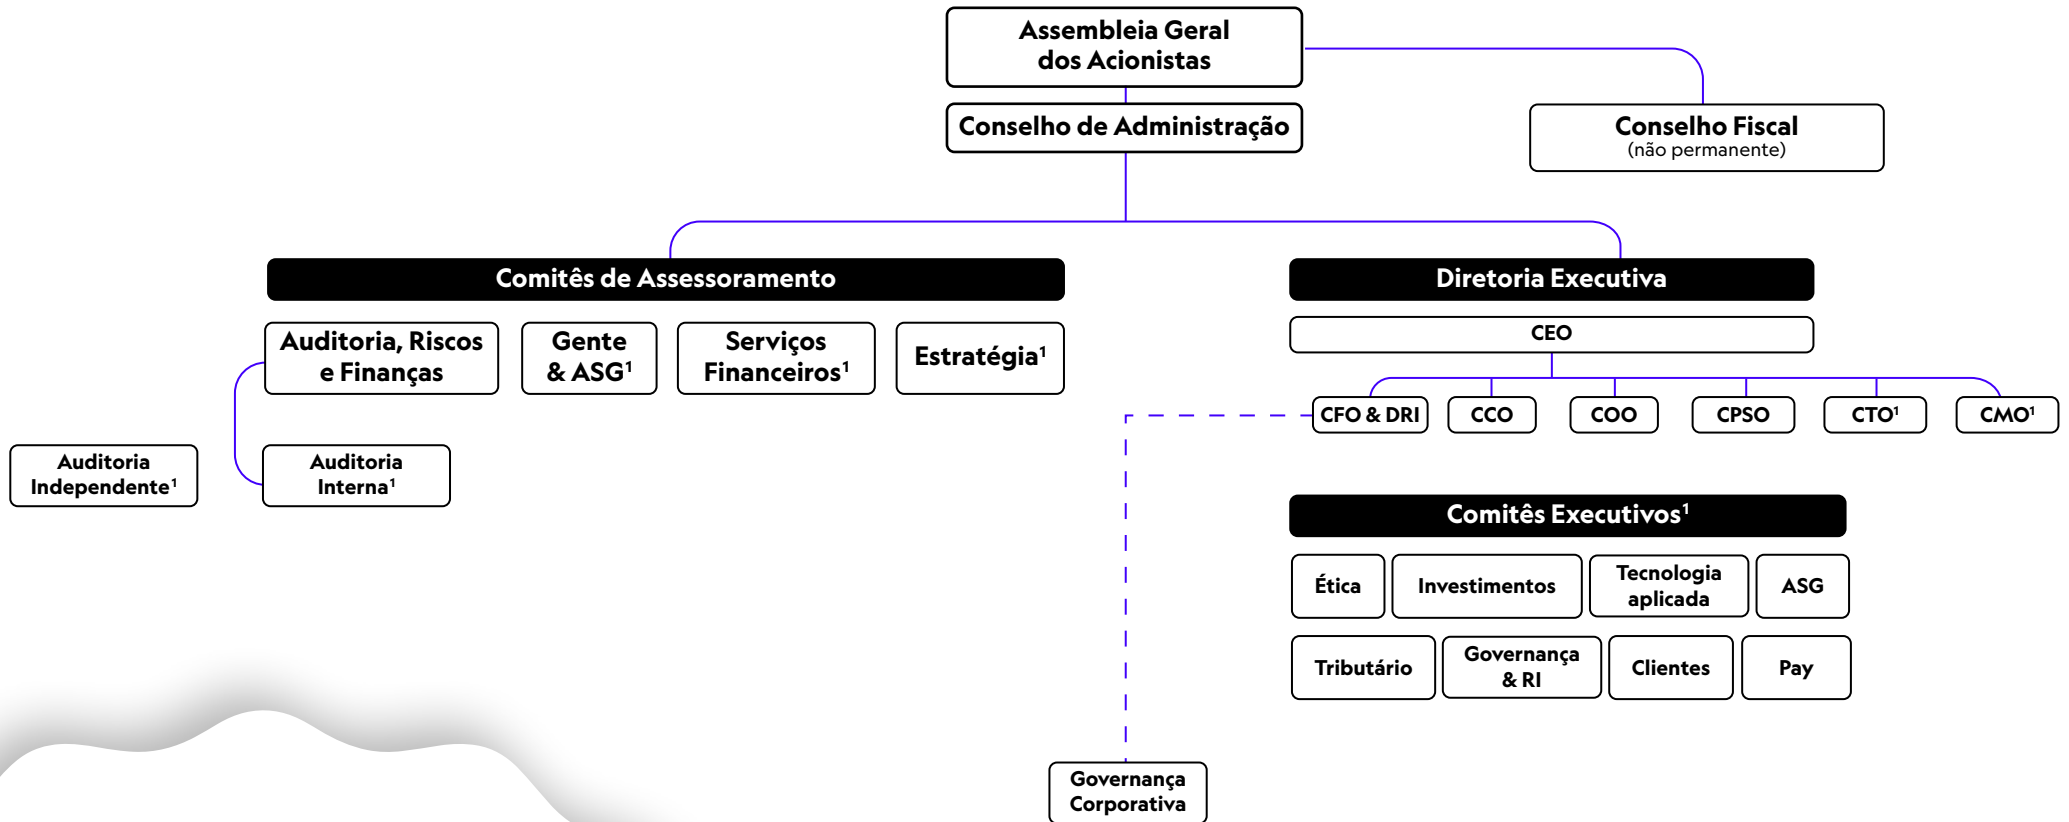 Assembleia Geral
dos Acionistas
Conselho de Administração
Conselho Fiscal
(não permanente)
Comitês de Assessoramento
Diretoria Executiva
Auditoria, Riscos
e Finanças
Gente
& ASG¹
Serviços
Financeiros¹
Estratégia¹
CEO
CFO & DRI
CCO
COO
CPSO
CTO¹
CMO¹
Auditoria
Independente¹
Auditoria
Interna¹
Comitês Executivos¹
Ética
Investimentos
Tecnologia
aplicada
ASG
Tributário
Governança
& RI
Clientes
Pay
Governança
Corporativa